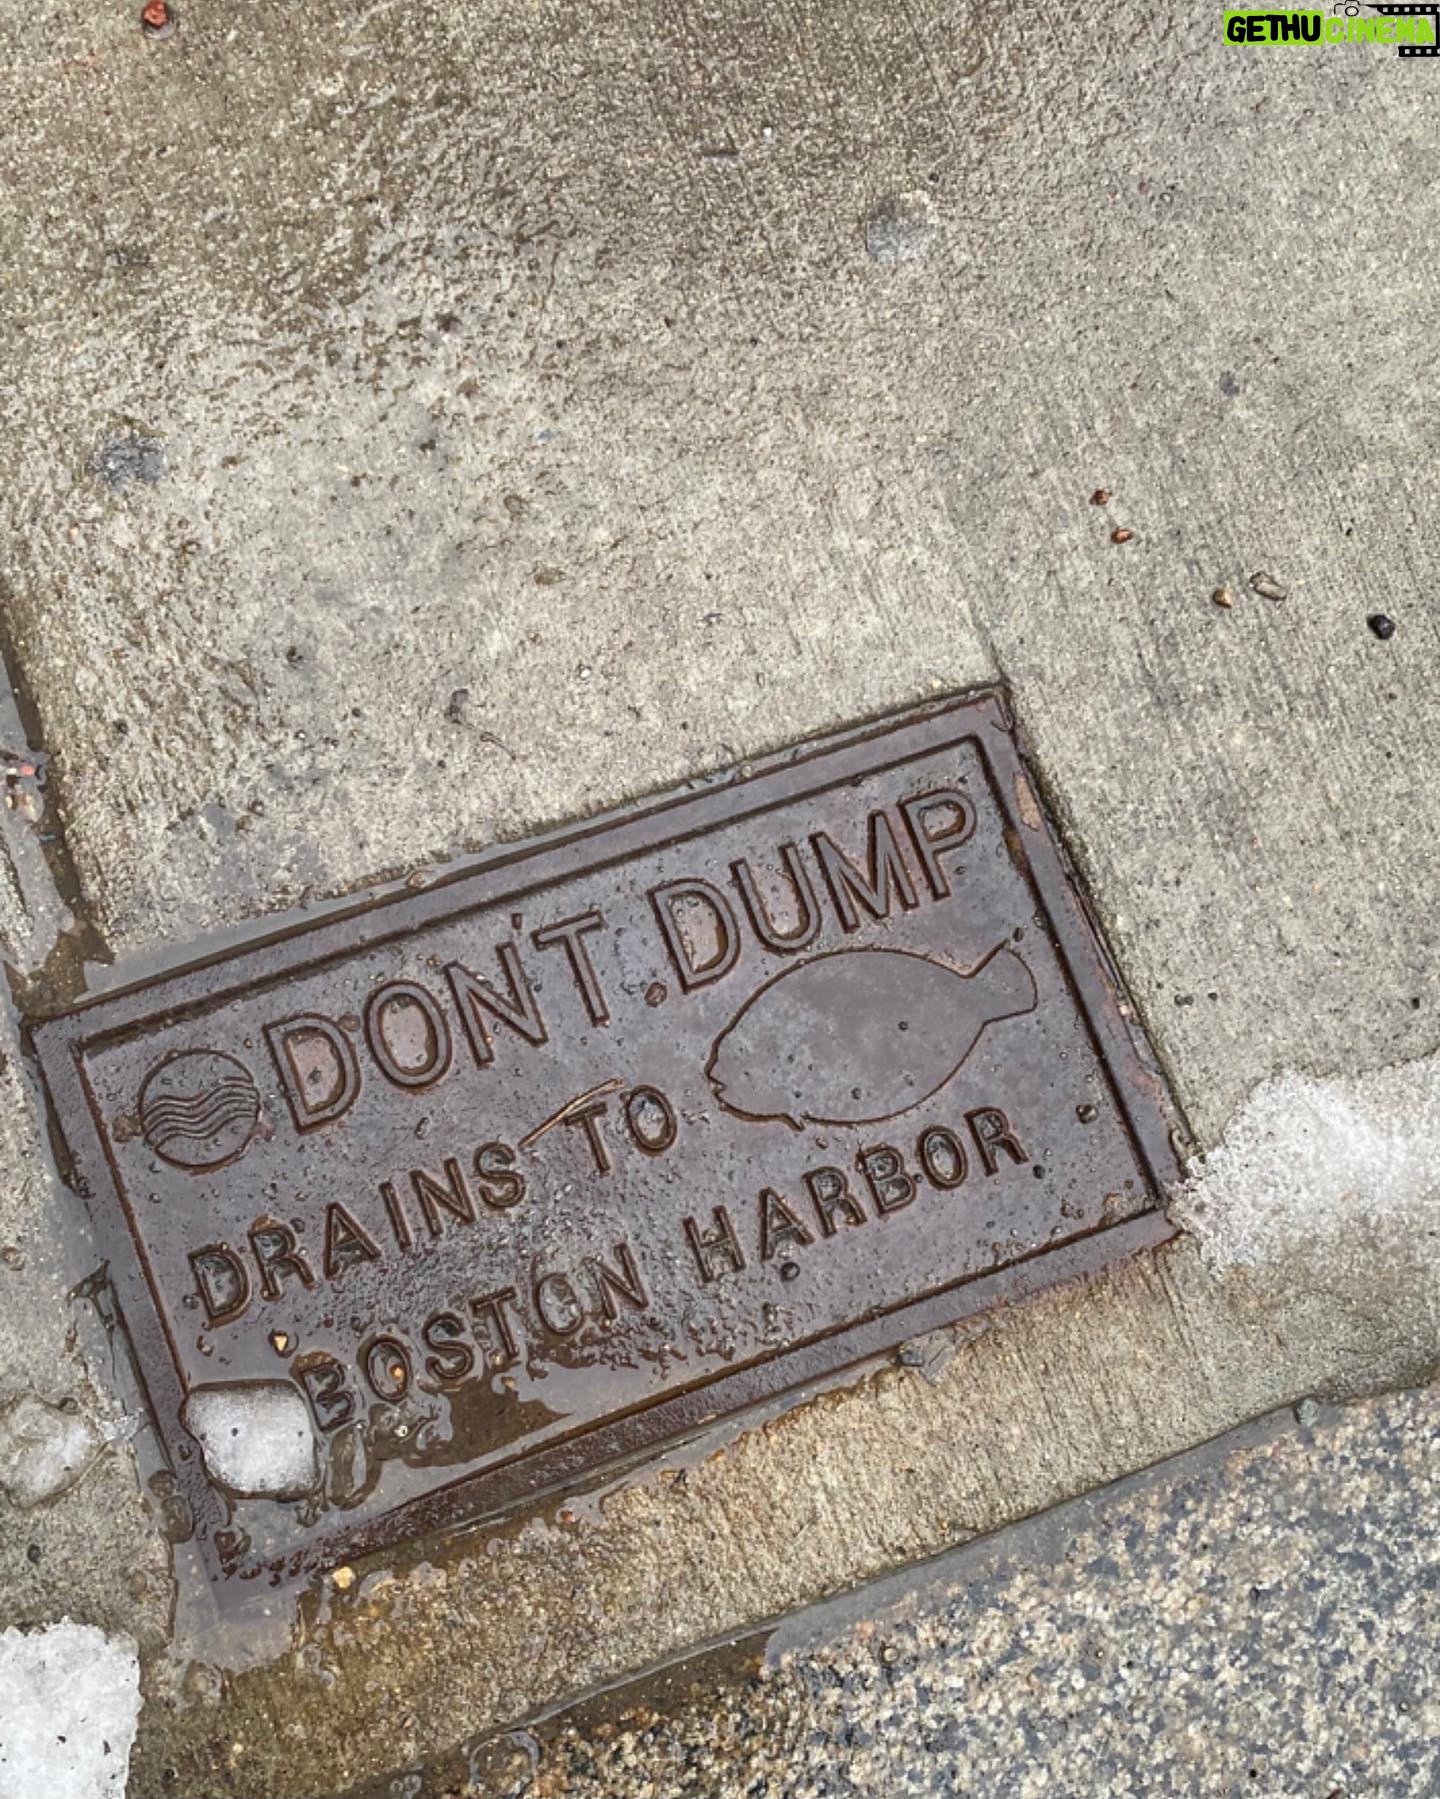 GETHU CINEMA
DON'T DUMP
DRAINS TO
BOSTON HARBOR